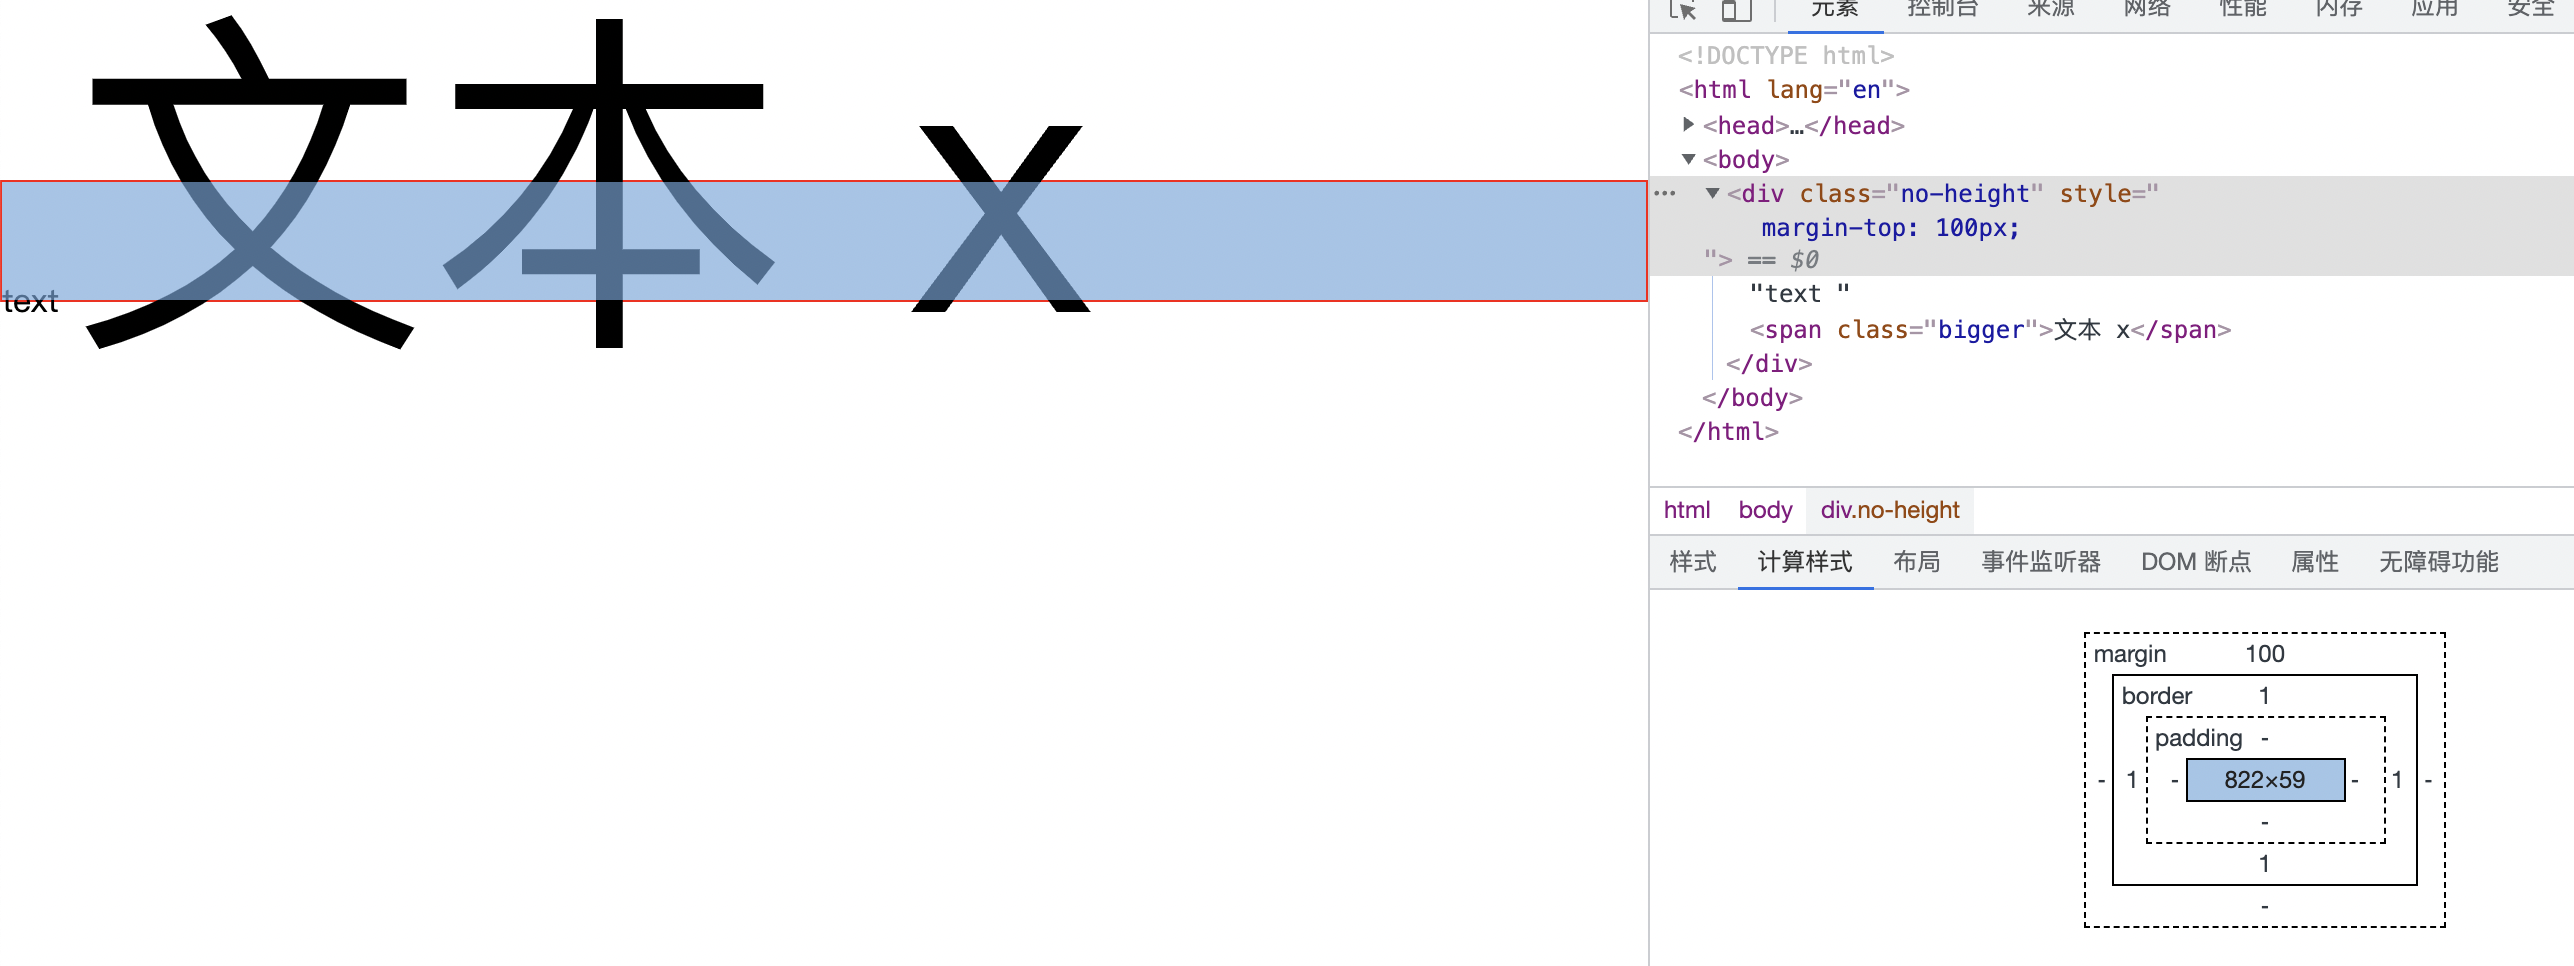 文本 x
text
元素 控制台 来源 网络 性能 内存 应用 安全
<!DOCTYPE html>
<html lang="en">
<head>…</head>
<body>
<div class="no-height" style="
margin-top: 100px;
"> == $0
"text "
<span class="bigger">文本 x</span>
</div>
</body>
</html>
html body div.no-height
样式 计算样式 布局 事件监听器 DOM 断点 属性 无障碍功能
margin 100
border 1
padding -
- 1 - 822×59 - 1 -
-
1
-